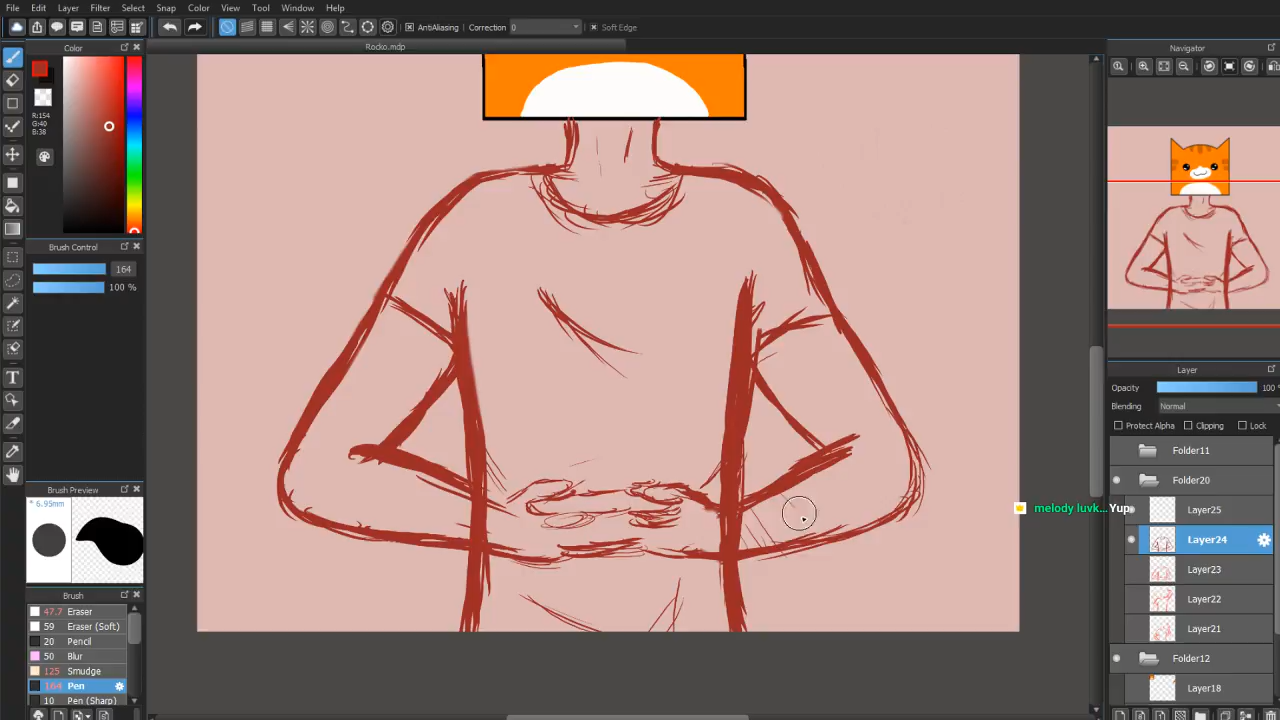 File Edit Layer Filter Select Snap Color View Tool Window Help
AntiAliasing Correction 0 Soft Edge
Color
Rocko.mdp
Navigator
R:154
G:40
B:38
Brush Control
164
100 %
Layer
Opacity 100 %
Blending Normal
Protect Alpha Clipping Lock
Folder11
Folder20
Layer25
Layer24
Layer23
Layer22
Layer21
Folder12
Layer18
melody luvk... Yup
Brush Preview
* 6.95mm
Brush
47.7 Eraser
59 Eraser (Soft)
20 Pencil
50 Blur
125 Smudge
164 Pen
10 Pen (Sharp)